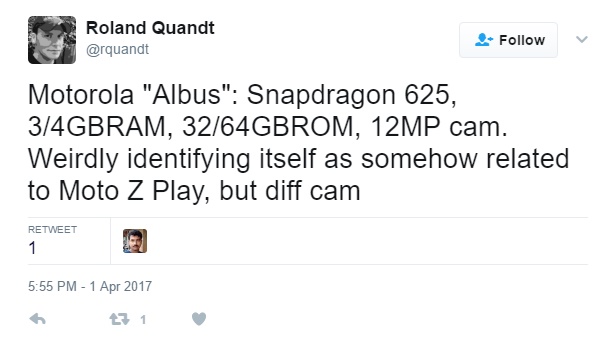 Roland Quandt
@rquandt
Follow
Motorola "Albus": Snapdragon 625,
3/4GBRAM, 32/64GBROM, 12MP cam.
Weirdly identifying itself as somehow related
to Moto Z Play, but diff cam
RETWEET
1
5:55 PM - 1 Apr 2017
1